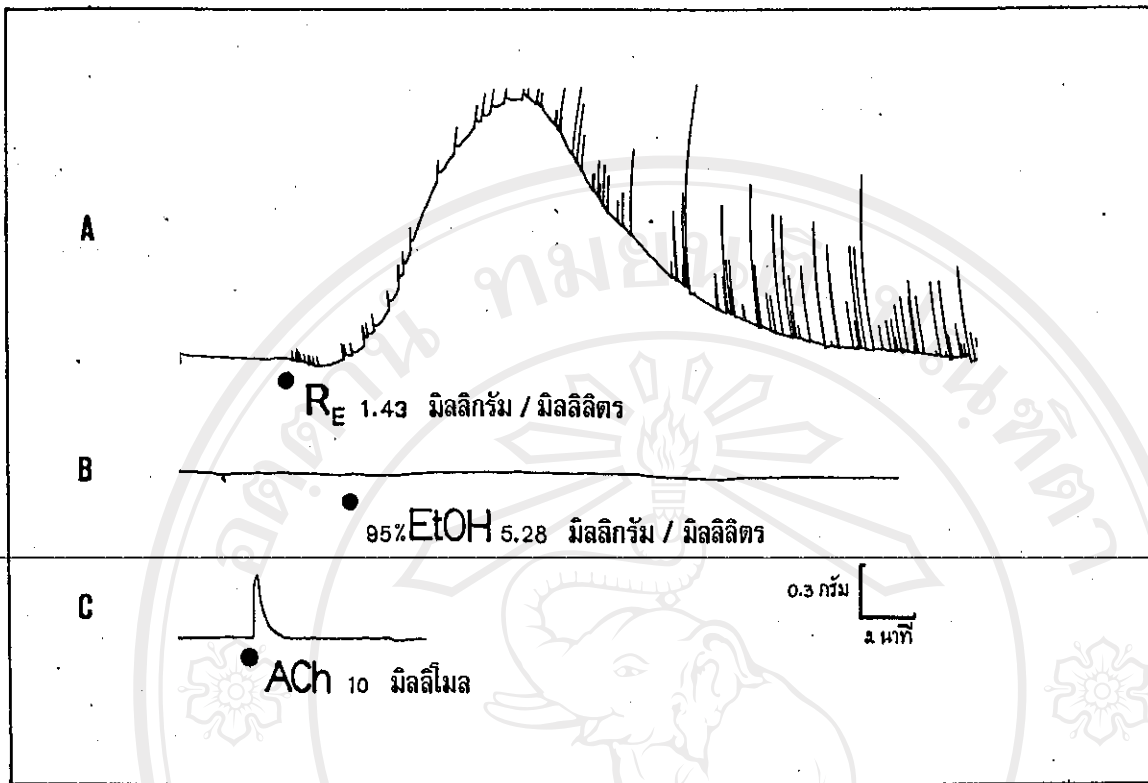 A
R_E 1.43 มิลลิกรัม / มิลลิลิตร
B
95%EtOH 5.28 มิลลิกรัม / มิลลิลิตร
C
0.3 กรัม
2 นาที
ACh 10 มิลลิโมล